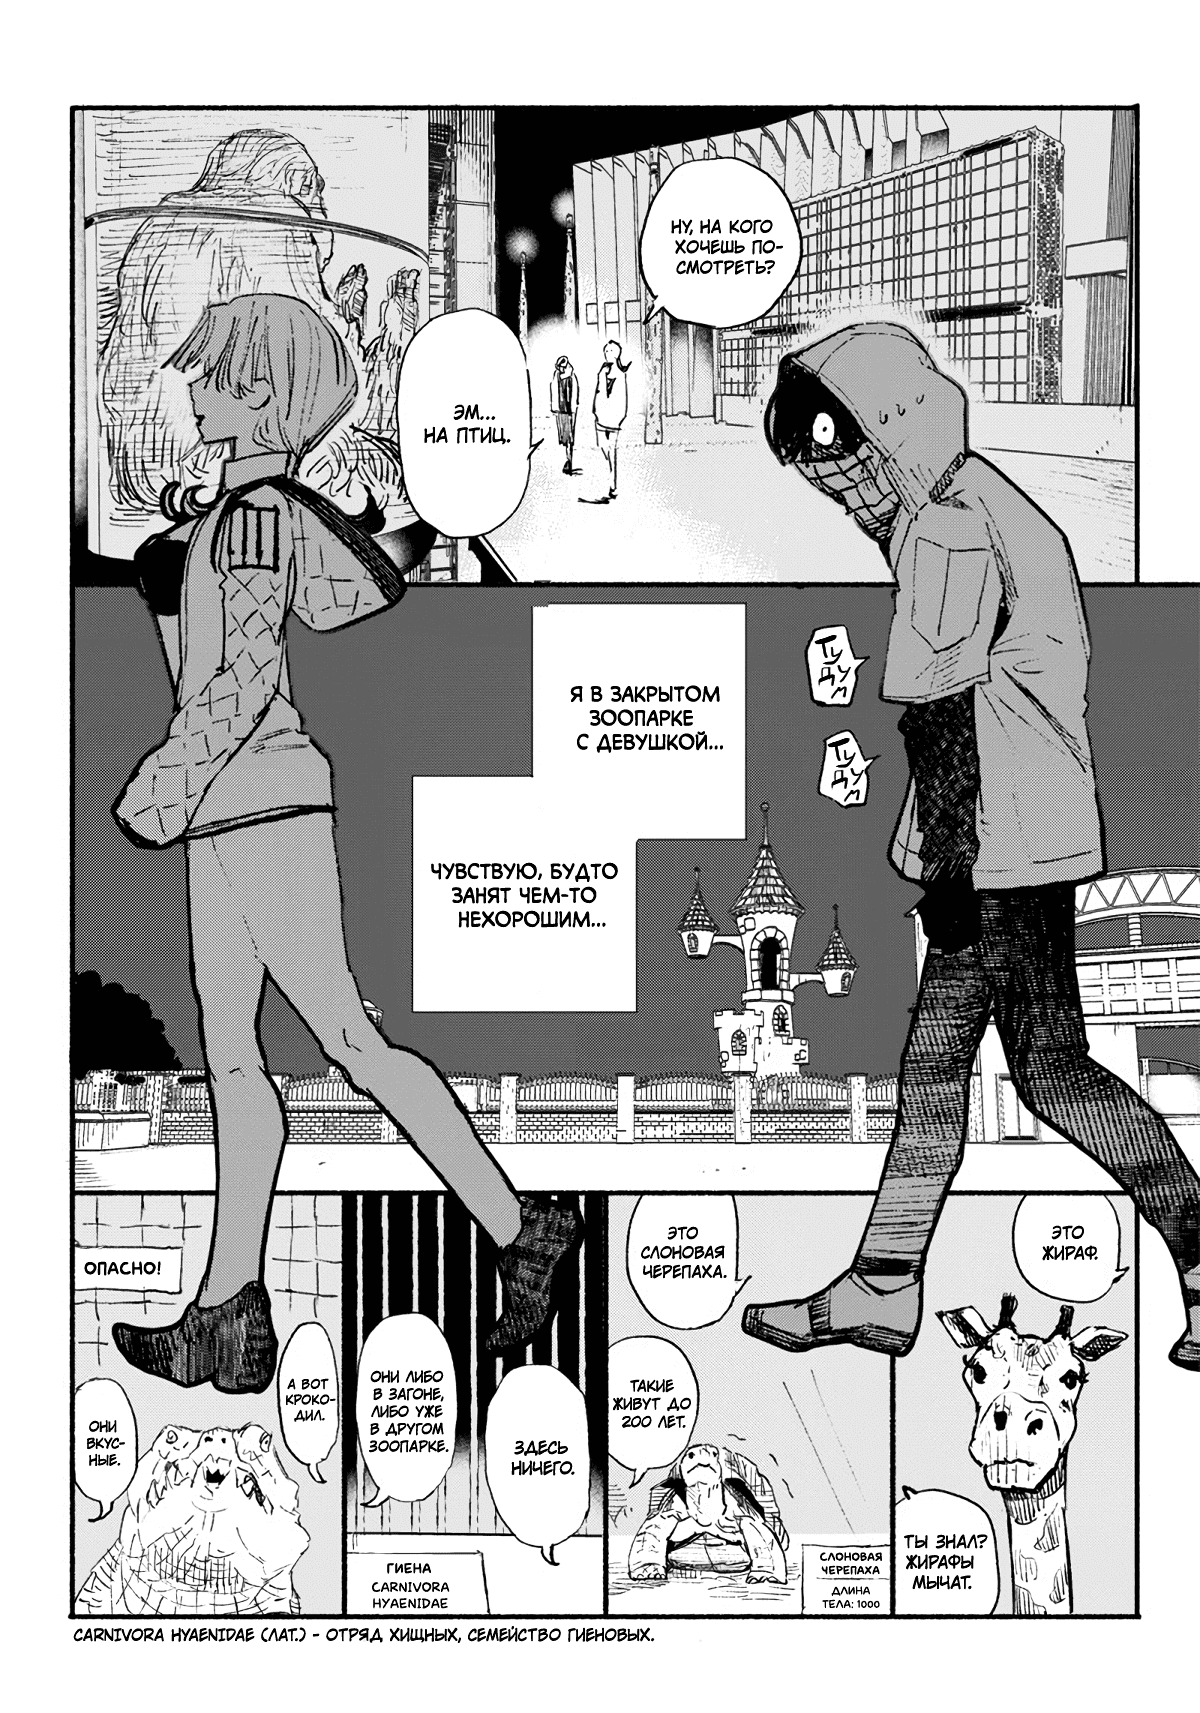 НУ, НА КОГО
ХОЧЕШЬ ПО-
СМОТРЕТЬ?
ЭМ...
НА ПТИЦ.
ТУ
ДУМ
ТУ
ДУМ
Я В ЗАКРЫТОМ
ЗООПАРКЕ
С ДЕВУШКОЙ...
ЧУВСТВУЮ, БУДТО
ЗАНЯТ ЧЕМ-ТО
НЕХОРОШИМ...
ЭТО
ЖИРАФ.
ТЫ ЗНАЛ?
ЖИРАФЫ
МЫЧАТ.
ЭТО
СЛОНОВАЯ
ЧЕРЕПАХА.
ТАКИЕ
ЖИВУТ ДО
200 ЛЕТ.
СЛОНОВАЯ
ЧЕРЕПАХА
ДЛИНА
ТЕЛА: 1000
ЗДЕСЬ
НИЧЕГО.
ОНИ ЛИБО
В ЗАГОНЕ,
ЛИБО УЖЕ
В ДРУГОМ
ЗООПАРКЕ.
ГИЕНА
CARNIVORA
HYAENIDAE
ОПАСНО!
А ВОТ
КРОКО-
ДИЛ.
ОНИ
ВКУС-
НЫЕ.
CARNIVORA HYAENIDAE (ЛАТ.) - ОТРЯД ХИЩНЫХ, СЕМЕЙСТВО ГИЕНОВЫХ.